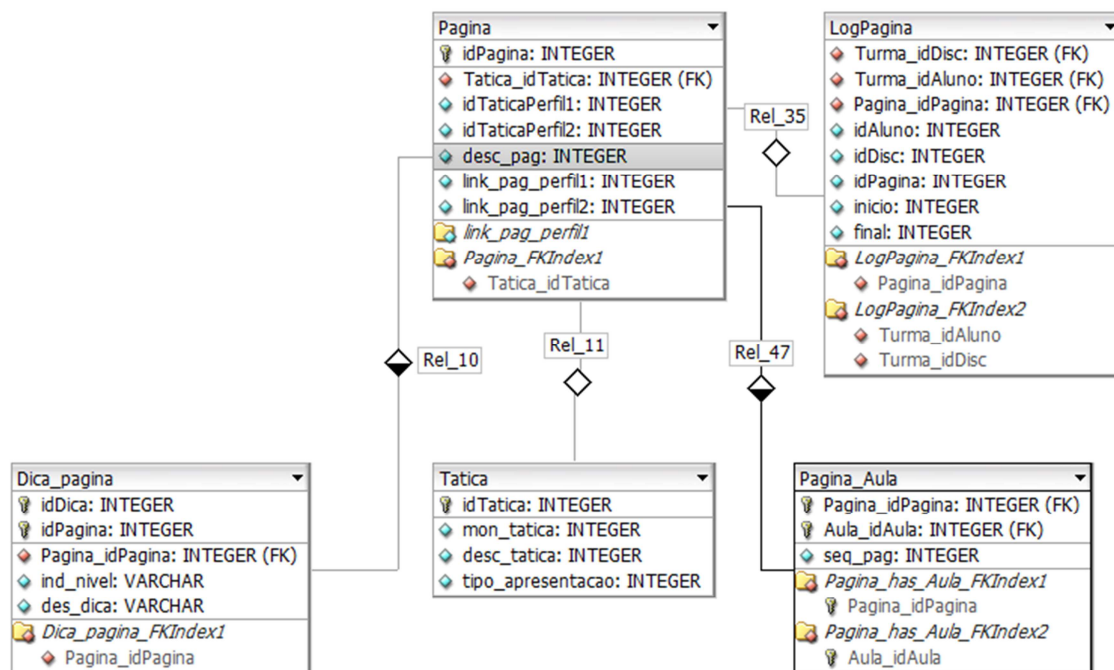 Pagina
idPagina: INTEGER
Tatica_idTatica: INTEGER (FK)
idTaticaPerfil1: INTEGER
idTaticaPerfil2: INTEGER
desc_pag: INTEGER
link_pag_perfil1: INTEGER
link_pag_perfil2: INTEGER
link_pag_perfil1
Pagina_FKIndex1
Tatica_idTatica
LogPagina
Turma_idDisc: INTEGER (FK)
Turma_idAluno: INTEGER (FK)
Pagina_idPagina: INTEGER (FK)
idAluno: INTEGER
idDisc: INTEGER
idPagina: INTEGER
inicio: INTEGER
final: INTEGER
LogPagina_FKIndex1
Pagina_idPagina
LogPagina_FKIndex2
Turma_idAluno
Turma_idDisc
Rel_35
Rel_10
Rel_11
Rel_47
Dica_pagina
idDica: INTEGER
idPagina: INTEGER
Pagina_idPagina: INTEGER (FK)
ind_nivel: VARCHAR
des_dica: VARCHAR
Dica_pagina_FKIndex1
Pagina_idPagina
Tatica
idTatica: INTEGER
mon_tatica: INTEGER
desc_tatica: INTEGER
tipo_apresentacao: INTEGER
Pagina_Aula
Pagina_idPagina: INTEGER (FK)
Aula_idAula: INTEGER (FK)
seq_pag: INTEGER
Pagina_has_Aula_FKIndex1
Pagina_idPagina
Pagina_has_Aula_FKIndex2
Aula_idAula